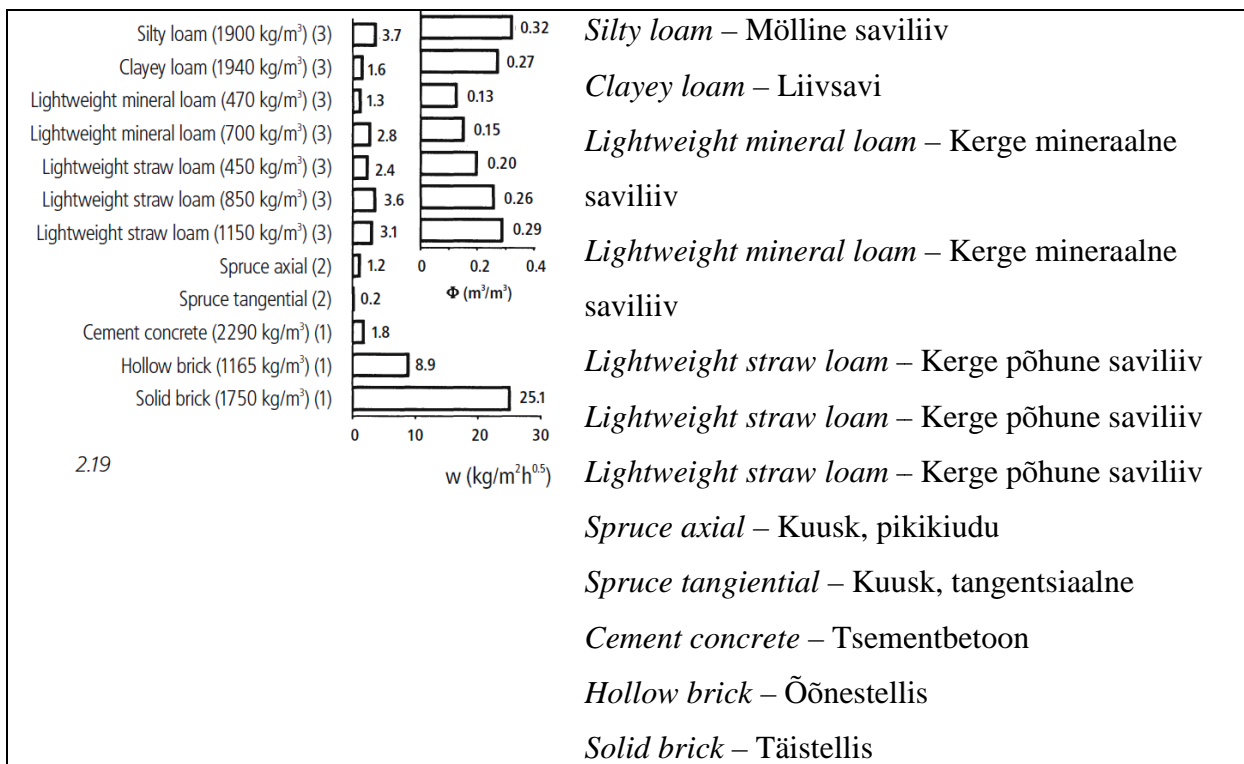 Silty loam (1900 kg/m³) (3) 3.7 0.32
Clayey loam (1940 kg/m³) (3) 1.6 0.27
Lightweight mineral loam (470 kg/m³) (3) 1.3 0.13
Lightweight mineral loam (700 kg/m³) (3) 2.8 0.15
Lightweight straw loam (450 kg/m³) (3) 2.4 0.20
Lightweight straw loam (850 kg/m³) (3) 3.6 0.26
Lightweight straw loam (1150 kg/m³) (3) 3.1 0.29
Spruce axial (2) 1.2 0 0.2 0.4
Spruce tangential (2) 0.2 Φ (m³/m³)
Cement concrete (2290 kg/m³) (1) 1.8
Hollow brick (1165 kg/m³) (1) 8.9
Solid brick (1750 kg/m³) (1) 25.1
0 10 20 30
2.19 w (kg/m²h⁰·⁵)
Silty loam – Mölline saviliiv
Clayey loam – Liivsavi
Lightweight mineral loam – Kerge mineraalne
saviliiv
Lightweight mineral loam – Kerge mineraalne
saviliiv
Lightweight straw loam – Kerge põhune saviliiv
Lightweight straw loam – Kerge põhune saviliiv
Lightweight straw loam – Kerge põhune saviliiv
Spruce axial – Kuusk, pikikiudu
Spruce tangiential – Kuusk, tangentsiaalne
Cement concrete – Tsementbetoon
Hollow brick – Õõnestellis
Solid brick – Täistellis